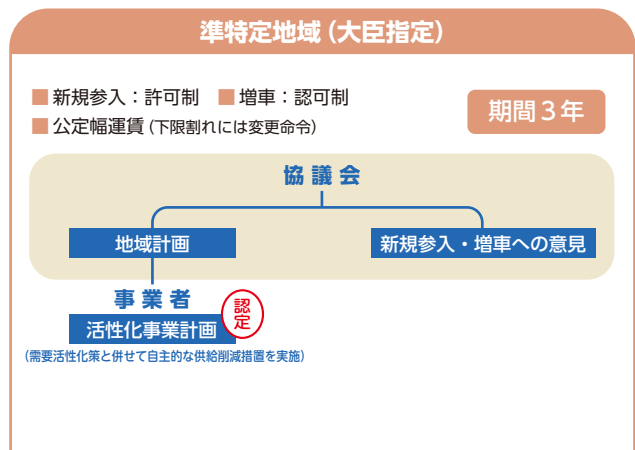 準特定地域（大臣指定）
■ 新規参入：許可制 ■ 増車：認可制
■ 公定幅運賃（下限割れには変更命令）
期間３年
協議会
地域計画
新規参入・増車への意見
事業者
認定
活性化事業計画
（需要活性化策と併せて自主的な供給削減措置を実施）